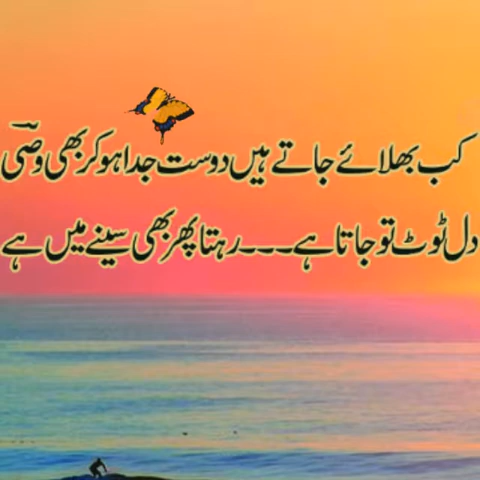 کب بھلائے جاتے ہیں دوست جدا ہو کر بھی وصیؔ
دل ٹوٹ تو جاتا ہے ۔۔۔ رہتا پھر بھی سینے میں ہے